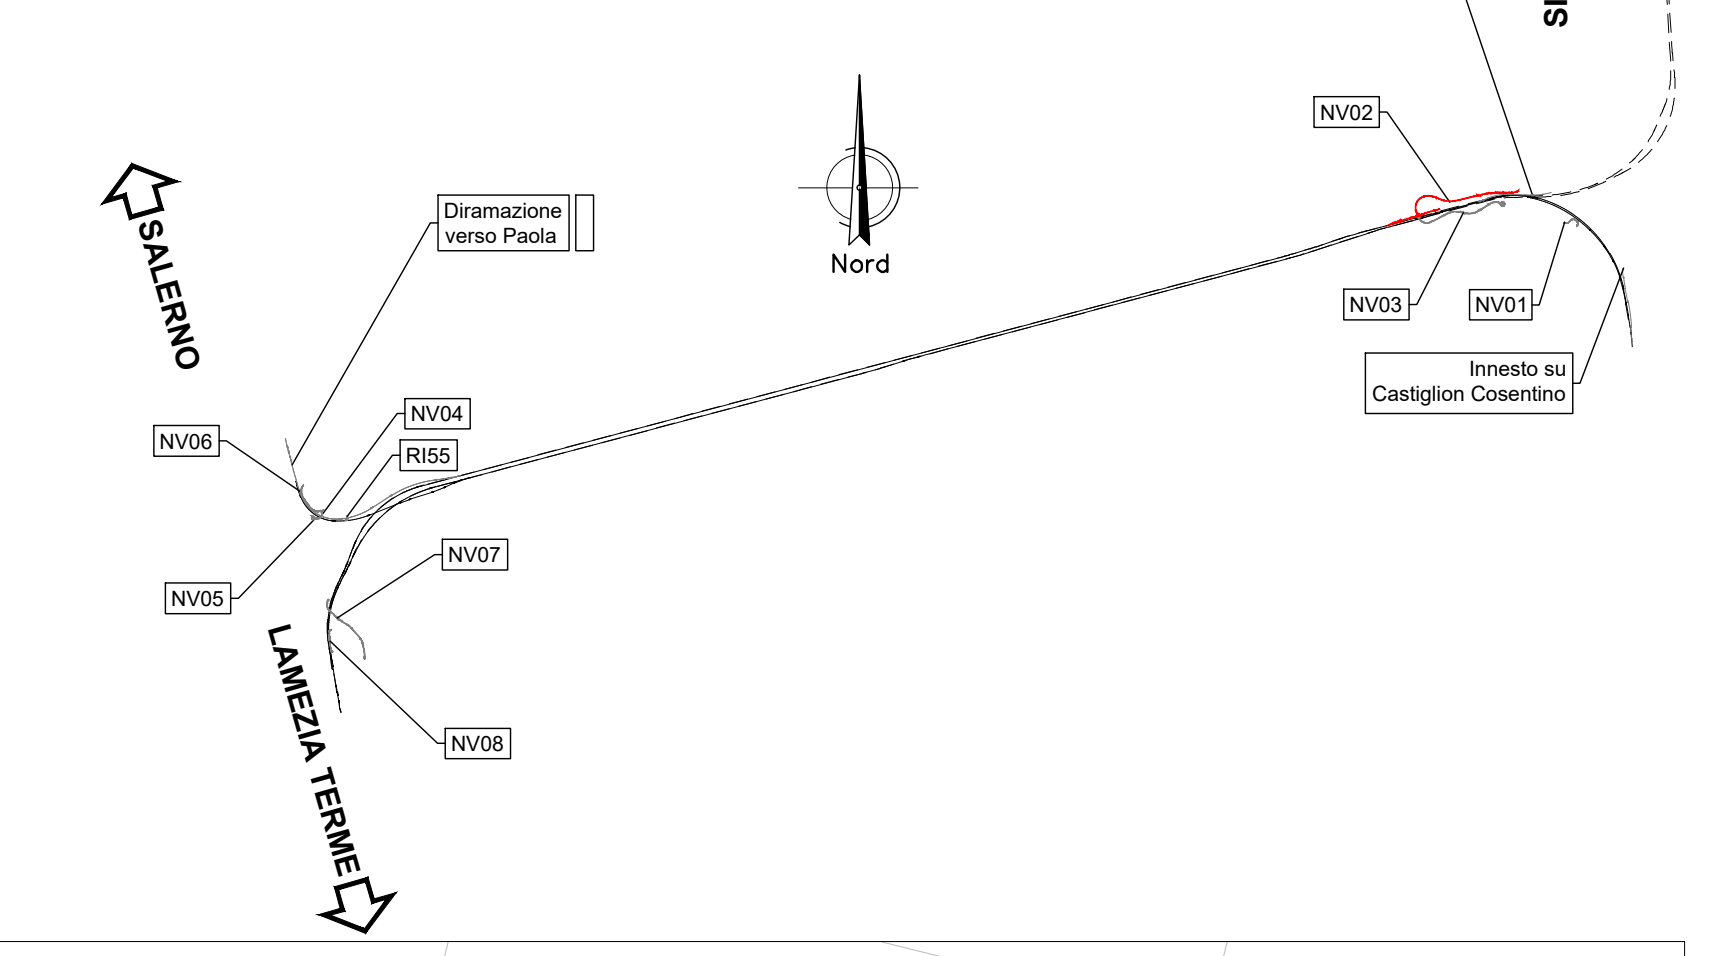 SI
NV02
Diramazione
verso Paola
SALERNO
Nord
NV03
NV01
Innesto su
Castiglion Cosentino
NV04
NV06
RI55
NV07
NV05
LAMEZIA TERME
NV08